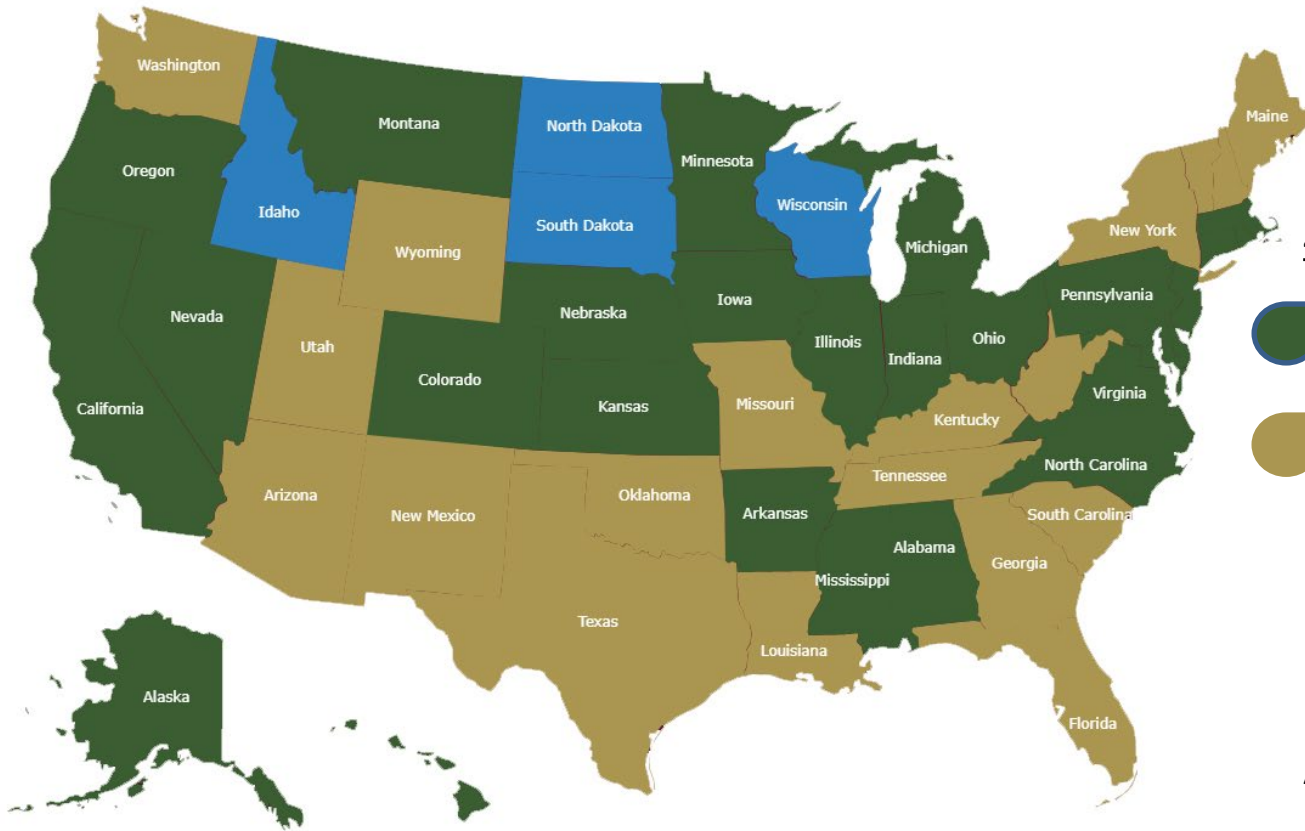 Washington
Montana
North Dakota
Minnesota
Maine
Oregon
Idaho
South Dakota
Wisconsin
Wyoming
Michigan
New York
Nevada
Utah
Nebraska
Iowa
Pennsylvania
Colorado
Illinois
Indiana
Ohio
California
Kansas
Missouri
Kentucky
Virginia
Arizona
New Mexico
Oklahoma
Arkansas
Tennessee
North Carolina
South Carolina
Mississippi
Alabama
Georgia
Texas
Louisiana
Alaska
Florida